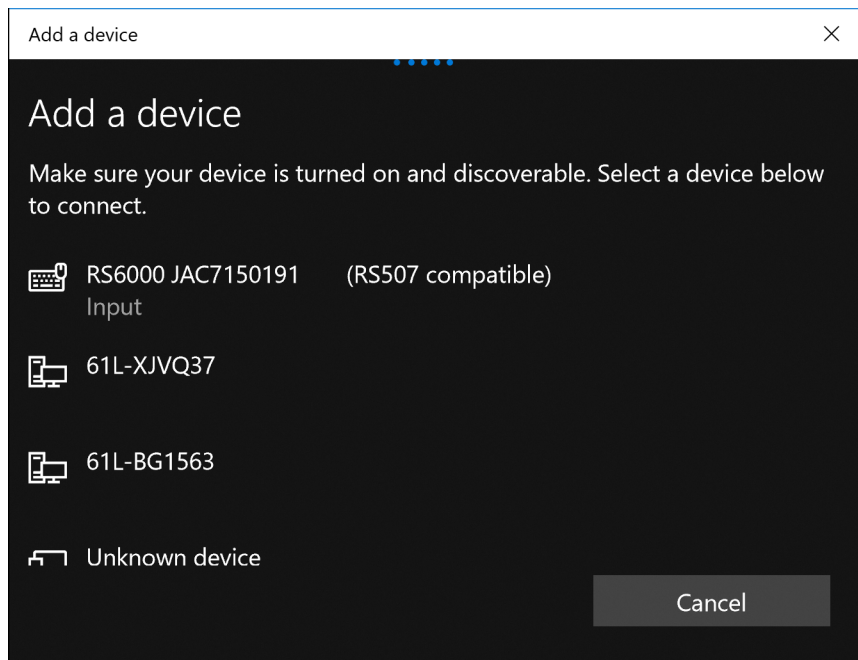 Add a device
Add a device
Make sure your device is turned on and discoverable. Select a device below
to connect.
RS6000 JAC7150191 (RS507 compatible)
Input
61L-XJVQ37
61L-BG1563
Unknown device
Cancel